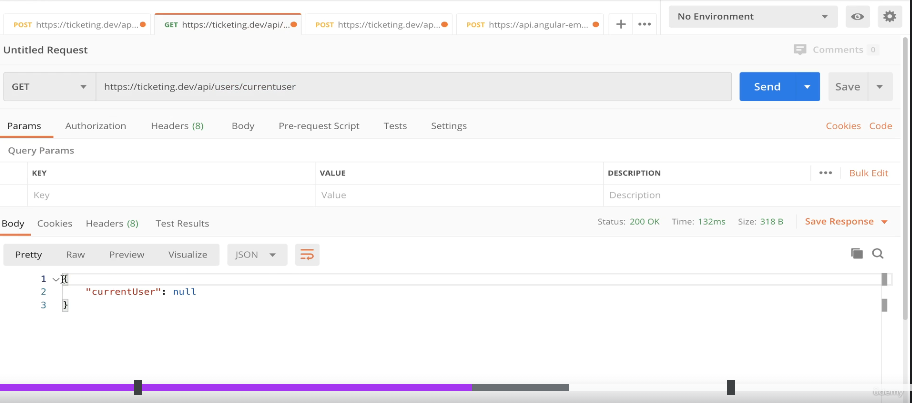 POST https://ticketing.dev/ap... GET https://ticketing.dev/api/... POST https://ticketing.dev/ap... POST https://api.angular-em... + ••• No Environment
Untitled Request Comments 0
GET https://ticketing.dev/api/users/currentuser Send Save
Params Authorization Headers (8) Body Pre-request Script Tests Settings Cookies Code
Query Params
KEY VALUE DESCRIPTION ••• Bulk Edit
Key Value Description
Body Cookies Headers (8) Test Results Status: 200 OK Time: 132ms Size: 318 B Save Response
Pretty Raw Preview Visualize JSON
1 {
2 "currentUser": null
3 }